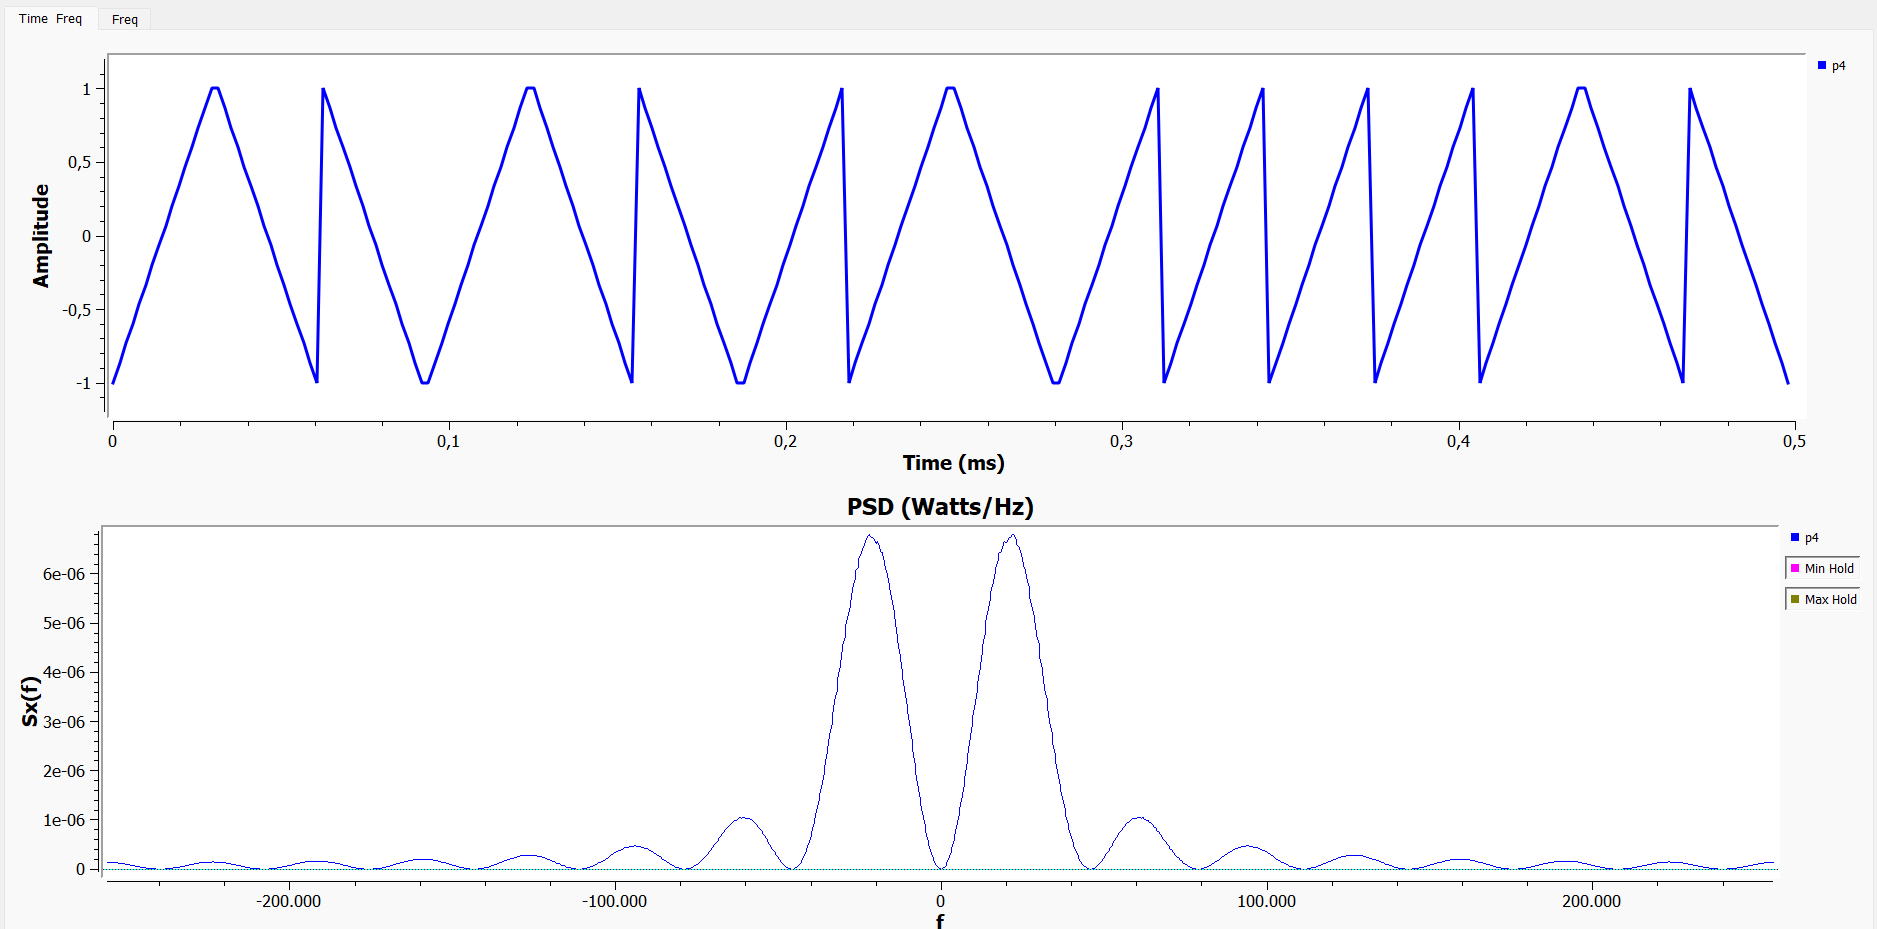 Time Freq
Freq
p4
1
0,5
0
-0,5
-1
Amplitude
0
0,1
0,2
0,3
0,4
0,5
Time (ms)
PSD (Watts/Hz)
p4
Min Hold
Max Hold
6e-06
5e-06
4e-06
3e-06
2e-06
1e-06
0
Sx(f)
-200.000
-100.000
0
100.000
200.000
f